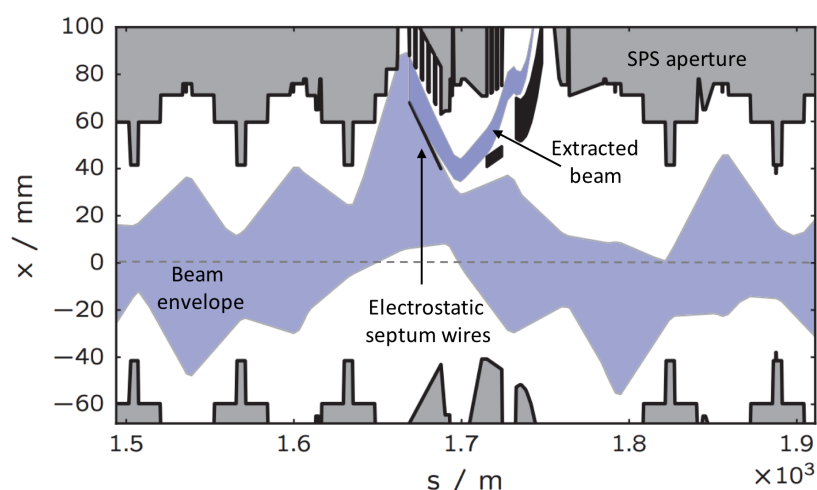 100
80
60
40
20
0
−20
−40
−60
x / mm
1.5
1.6
1.7
1.8
1.9
s / m
×10³
SPS aperture
Extracted
beam
Beam
envelope
Electrostatic
septum wires